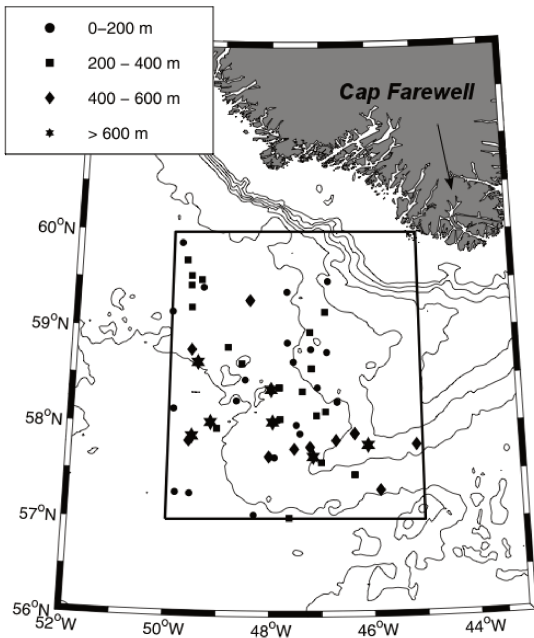 0–200 m
200 – 400 m
400 – 600 m
> 600 m
Cap Farewell
60°N
59°N
58°N
57°N
56°N
52°W
50°W
48°W
46°W
44°W